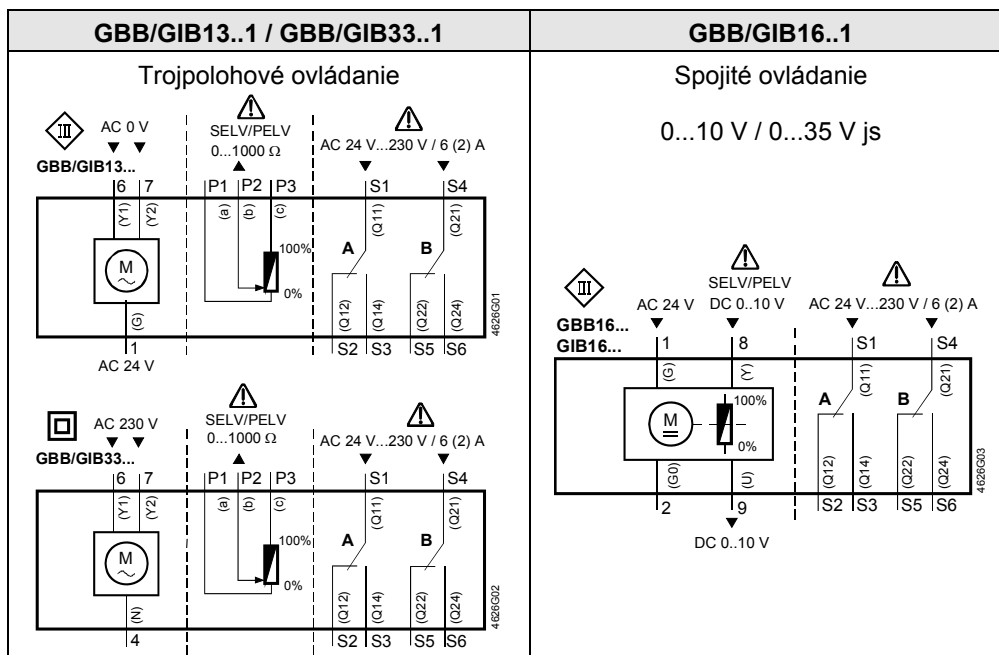 GBB/GIB13..1 / GBB/GIB33..1
Trojpolohové ovládanie
III
AC 0 V
SELV/PELV
0...1000 Ω
AC 24 V...230 V / 6 (2) A
GBB/GIB13...
6 7 P1 P2 P3 S1 S4
(Y1) (Y2) (a) (b) (c) (Q11) (Q21)
M
~
100%
0%
A B
(G) (Q12) (Q14) (Q22) (Q24)
1 S2 S3 S5 S6
AC 24 V
4626G01
AC 230 V
SELV/PELV
0...1000 Ω
AC 24 V...230 V / 6 (2) A
GBB/GIB33...
6 7 P1 P2 P3 S1 S4
(Y1) (Y2) (a) (b) (c) (Q11) (Q21)
M
~
100%
0%
A B
(N) (Q12) (Q14) (Q22) (Q24)
4 S2 S3 S5 S6
4626G02
GBB/GIB16..1
Spojité ovládanie
0...10 V / 0...35 V js
III
AC 24 V
SELV/PELV
DC 0..10 V
AC 24 V...230 V / 6 (2) A
GBB16...
GIB16...
1 8 S1 S4
(G) (Y) (Q11) (Q21)
M
100%
0%
A B
(G0) (U) (Q12) (Q14) (Q22) (Q24)
2 9 S2 S3 S5 S6
DC 0..10 V
4626G03